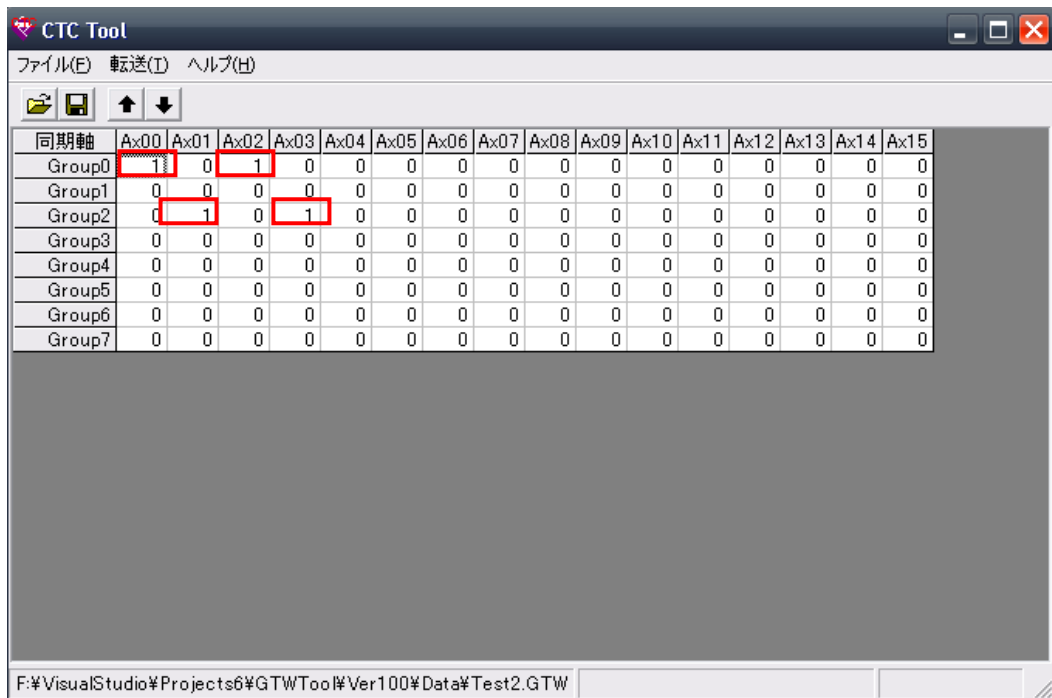 CTC Tool
ファイル(F) 転送(T) ヘルプ(H)
同期軸 Ax00 Ax01 Ax02 Ax03 Ax04 Ax05 Ax06 Ax07 Ax08 Ax09 Ax10 Ax11 Ax12 Ax13 Ax14 Ax15
Group0 1 0 1 0 0 0 0 0 0 0 0 0 0 0 0 0
Group1 0 0 0 0 0 0 0 0 0 0 0 0 0 0 0 0
Group2 0 1 0 1 0 0 0 0 0 0 0 0 0 0 0 0
Group3 0 0 0 0 0 0 0 0 0 0 0 0 0 0 0 0
Group4 0 0 0 0 0 0 0 0 0 0 0 0 0 0 0 0
Group5 0 0 0 0 0 0 0 0 0 0 0 0 0 0 0 0
Group6 0 0 0 0 0 0 0 0 0 0 0 0 0 0 0 0
Group7 0 0 0 0 0 0 0 0 0 0 0 0 0 0 0 0
F:¥VisualStudio¥Projects6¥GTWTool¥Ver100¥Data¥Test2.GTW